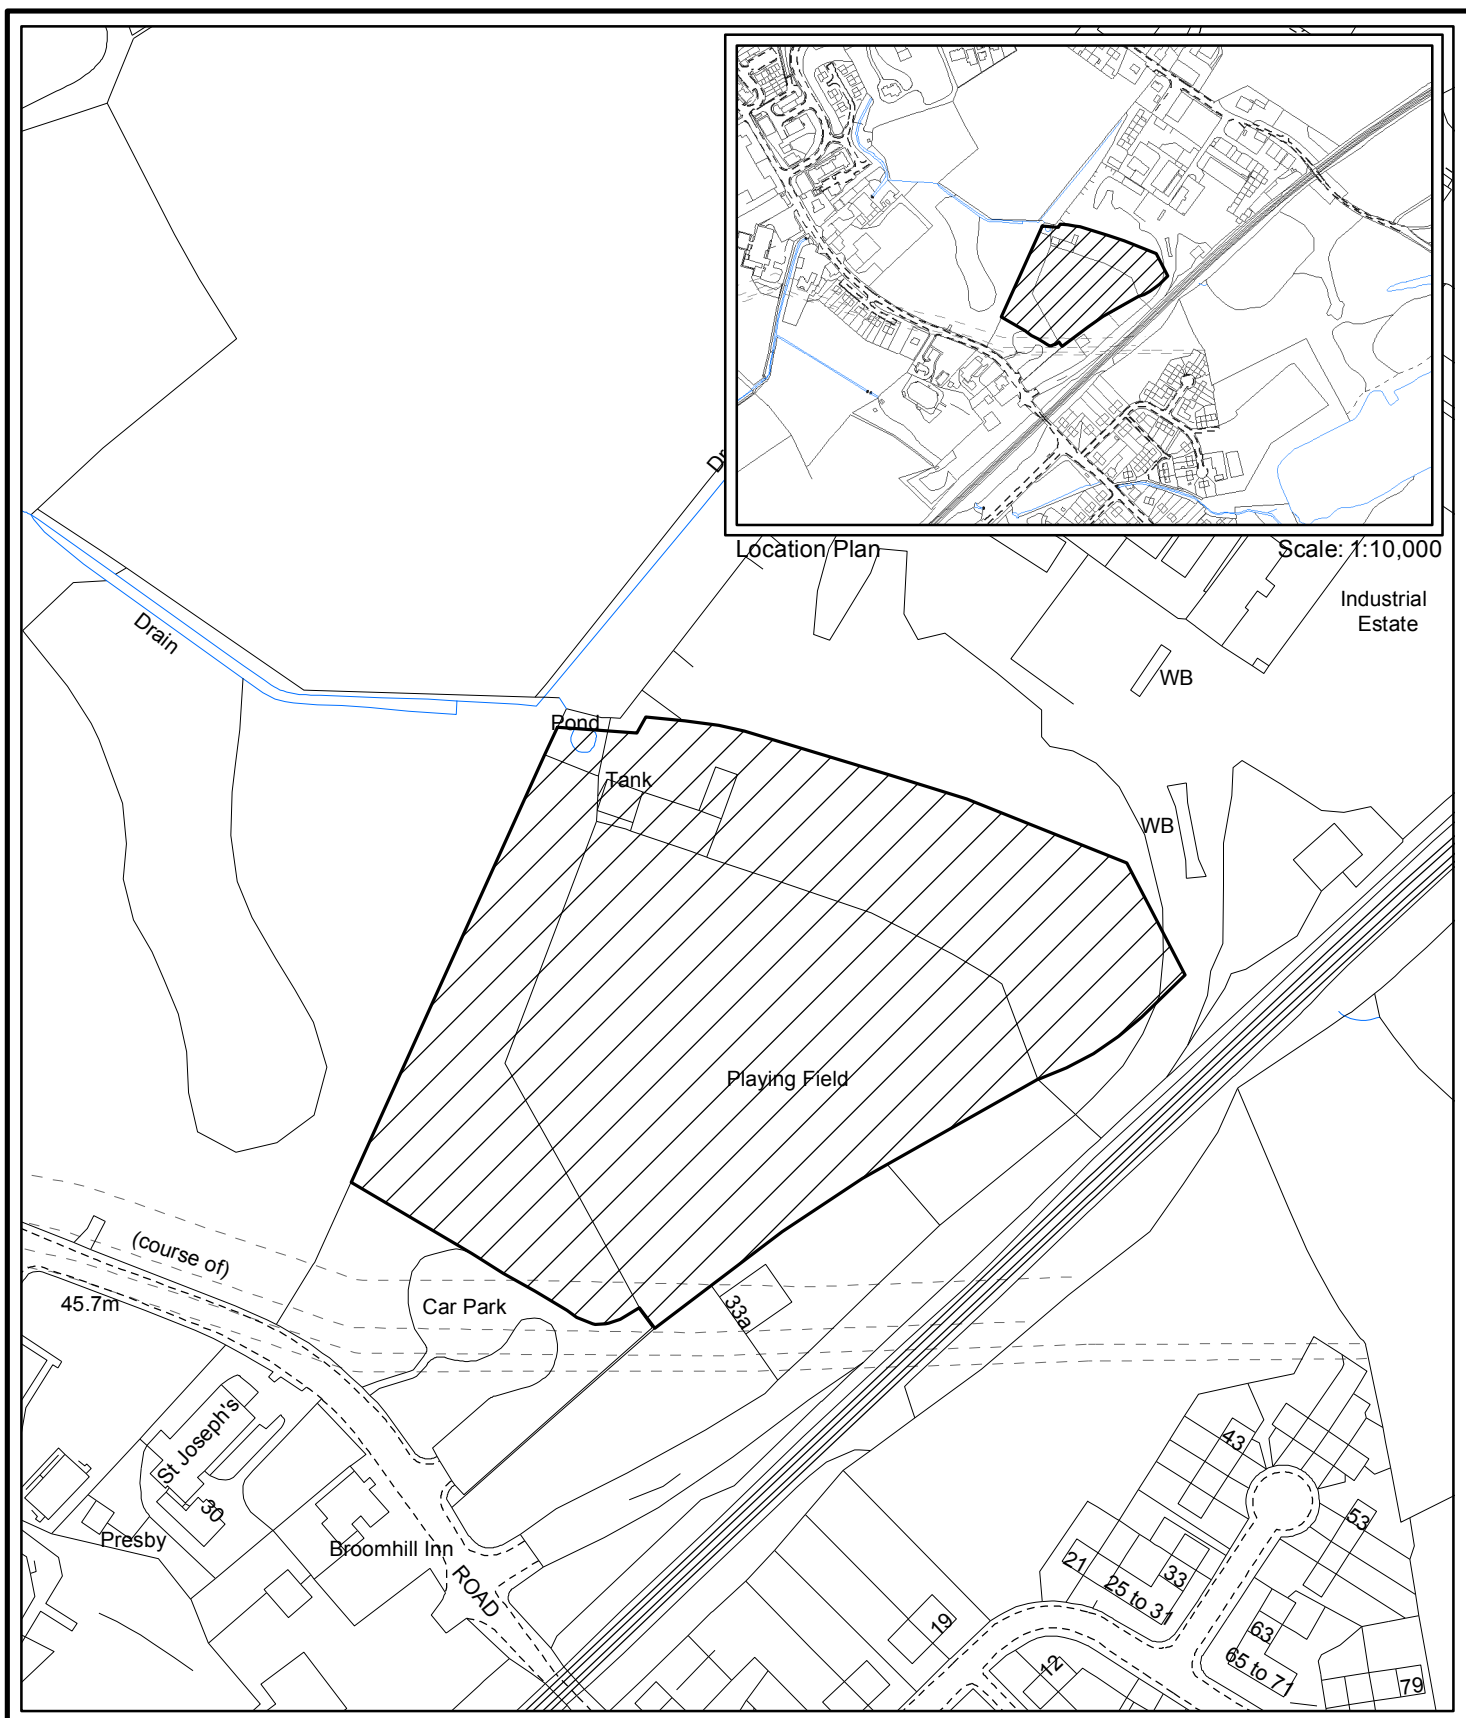 Dr
Location Plan
Scale: 1:10,000
Industrial
Estate
Drain
WB
Pond
Tank
WB
Playing Field
(course of)
45.7m
Car Park
33a
St Joseph's
30
Presby
Broomhill Inn
ROAD
43
53
21
33
25 to 31
19
63
12
65 to 71
79